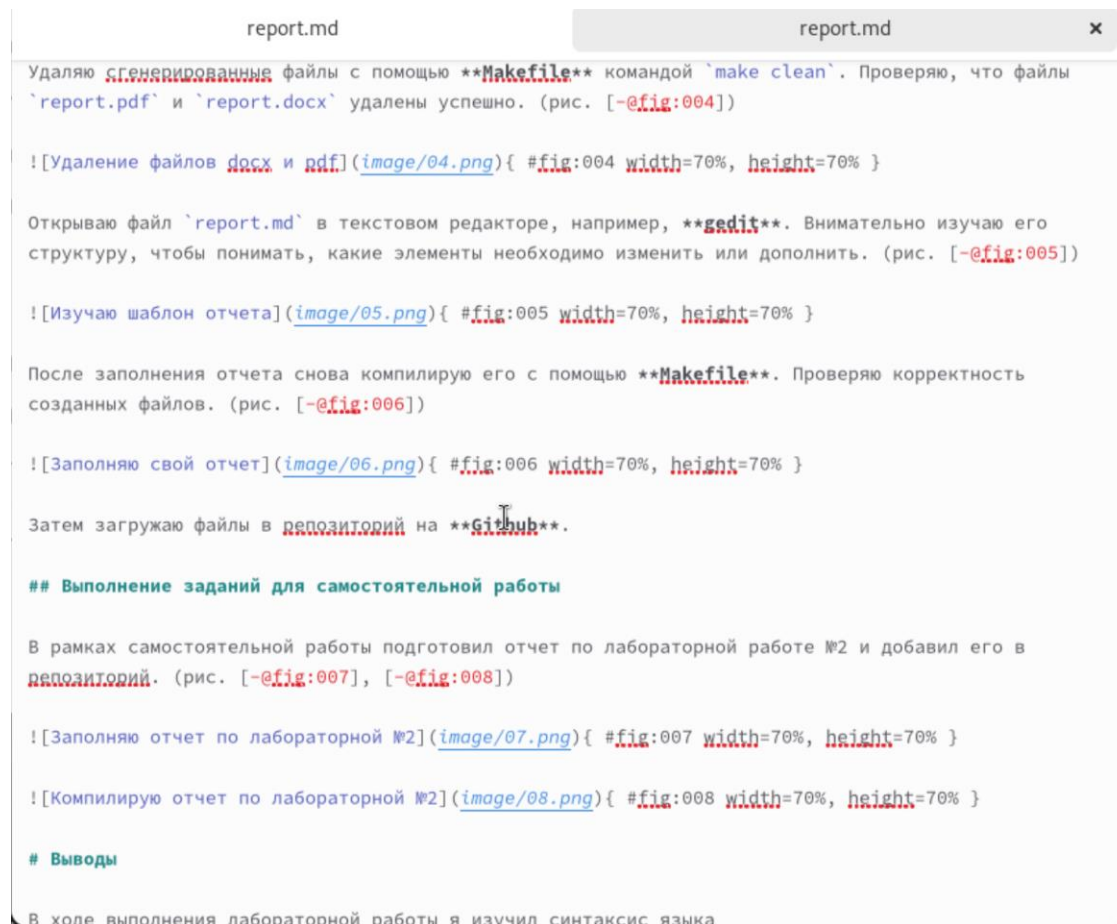 report.md
report.md
Удаляю сгенерированные файлы с помощью **Makefile** командой `make clean`. Проверяю, что файлы
`report.pdf` и `report.docx` удалены успешно. (рис. [-@fig:004])
![Удаление файлов docx и pdf](image/04.png){ #fig:004 width=70%, height=70% }
Открываю файл `report.md` в текстовом редакторе, например, **gedit**. Внимательно изучаю его
структуру, чтобы понимать, какие элементы необходимо изменить или дополнить. (рис. [-@fig:005])
![Изучаю шаблон отчета](image/05.png){ #fig:005 width=70%, height=70% }
После заполнения отчета снова компилирую его с помощью **Makefile**. Проверяю корректность
созданных файлов. (рис. [-@fig:006])
![Заполняю свой отчет](image/06.png){ #fig:006 width=70%, height=70% }
Затем загружаю файлы в репозиторий на **Github**.
## Выполнение заданий для самостоятельной работы
В рамках самостоятельной работы подготовил отчет по лабораторной работе №2 и добавил его в
репозиторий. (рис. [-@fig:007], [-@fig:008])
![Заполняю отчет по лабораторной №2](image/07.png){ #fig:007 width=70%, height=70% }
![Компилирую отчет по лабораторной №2](image/08.png){ #fig:008 width=70%, height=70% }
# Выводы
В ходе выполнения лабораторной работы я изучил синтаксис языка